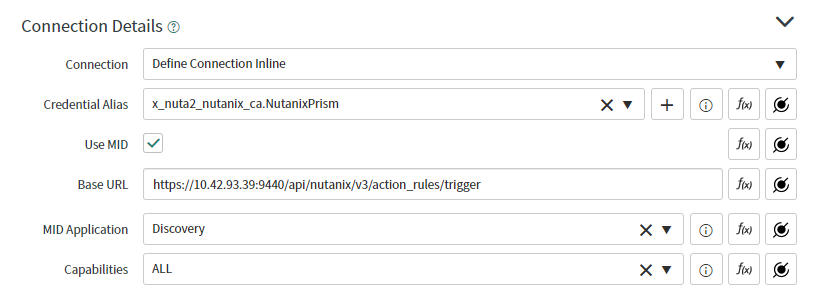 Connection Details ?
Connection Define Connection Inline
Credential Alias x_nuta2_nutanix_ca.NutanixPrism f(x)
Use MID f(x)
Base URL https://10.42.93.39:9440/api/nutanix/v3/action_rules/trigger f(x)
MID Application Discovery f(x)
Capabilities ALL f(x)